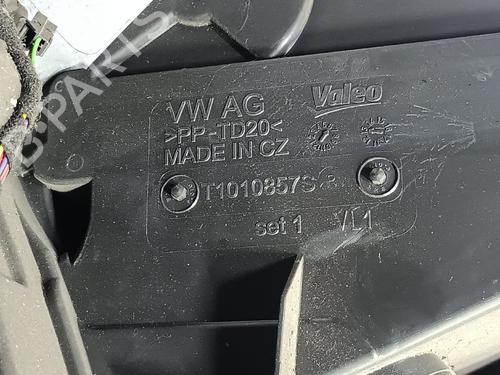 VW AG Valeo
>PP-TD20<
MADE IN CZ
T1010857S
set 1 VL1
B-PARTS